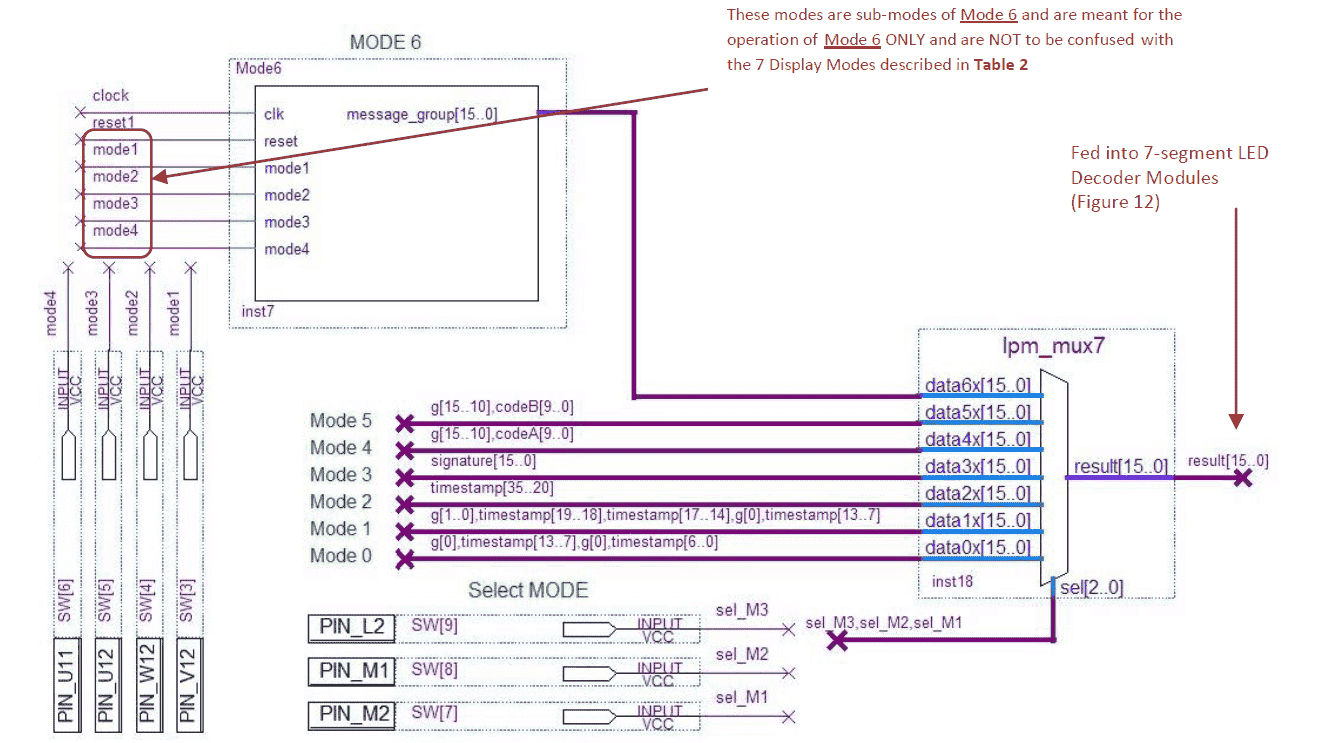 These modes are sub-modes of Mode 6 and are meant for the
operation of Mode 6 ONLY and are NOT to be confused with
the 7 Display Modes described in Table 2
MODE 6
Mode6
clock
clk
message_group[15..0]
reset1
reset
mode1
mode1
mode2
mode2
mode3
mode3
mode4
mode4
inst7
Fed into 7-segment LED
Decoder Modules
(Figure 12)
mode4
mode3
mode2
mode1
INPUT
VCC
INPUT
VCC
INPUT
VCC
INPUT
VCC
SW[6]
SW[5]
SW[4]
SW[3]
PIN_U11
PIN_U12
PIN_W12
PIN_V12
lpm_mux7
data6x[15..0]
Mode 5
g[15..10],codeB[9..0]
data5x[15..0]
Mode 4
g[15..10],codeA[9..0]
data4x[15..0]
Mode 3
signature[15..0]
data3x[15..0]
Mode 2
timestamp[35..20]
data2x[15..0]
Mode 1
g[1..0],timestamp[19..18],timestamp[17..14],g[0],timestamp[13..7]
data1x[15..0]
Mode 0
g[0],timestamp[13..7],g[0],timestamp[6..0]
data0x[15..0]
result[15..0]
result[15..0]
inst18
sel[2..0]
Select MODE
PIN_L2
SW[9]
INPUT
VCC
sel_M3
sel_M3,sel_M2,sel_M1
PIN_M1
SW[8]
INPUT
VCC
sel_M2
PIN_M2
SW[7]
INPUT
VCC
sel_M1